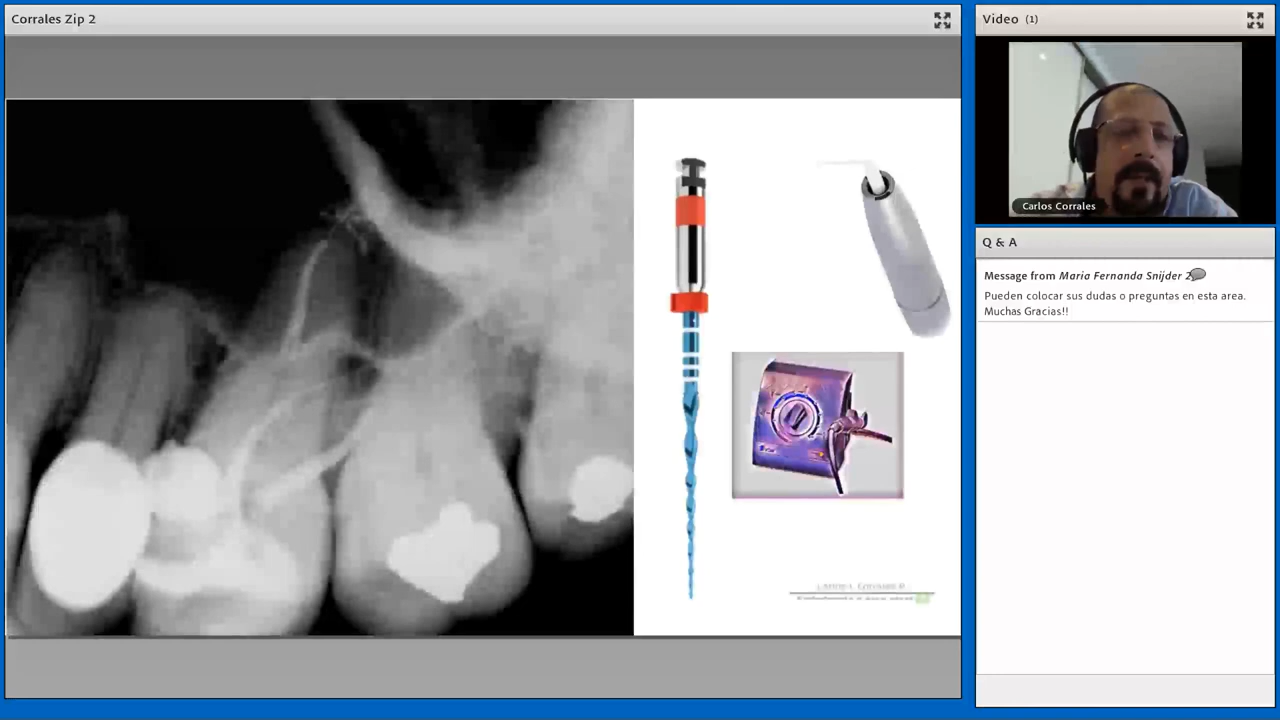 Corrales Zip 2
Video (1)
Carlos Corrales
Q & A
Message from Maria Fernanda Snijder 2
Pueden colocar sus dudas o preguntas en esta area.
Muchas Gracias!!